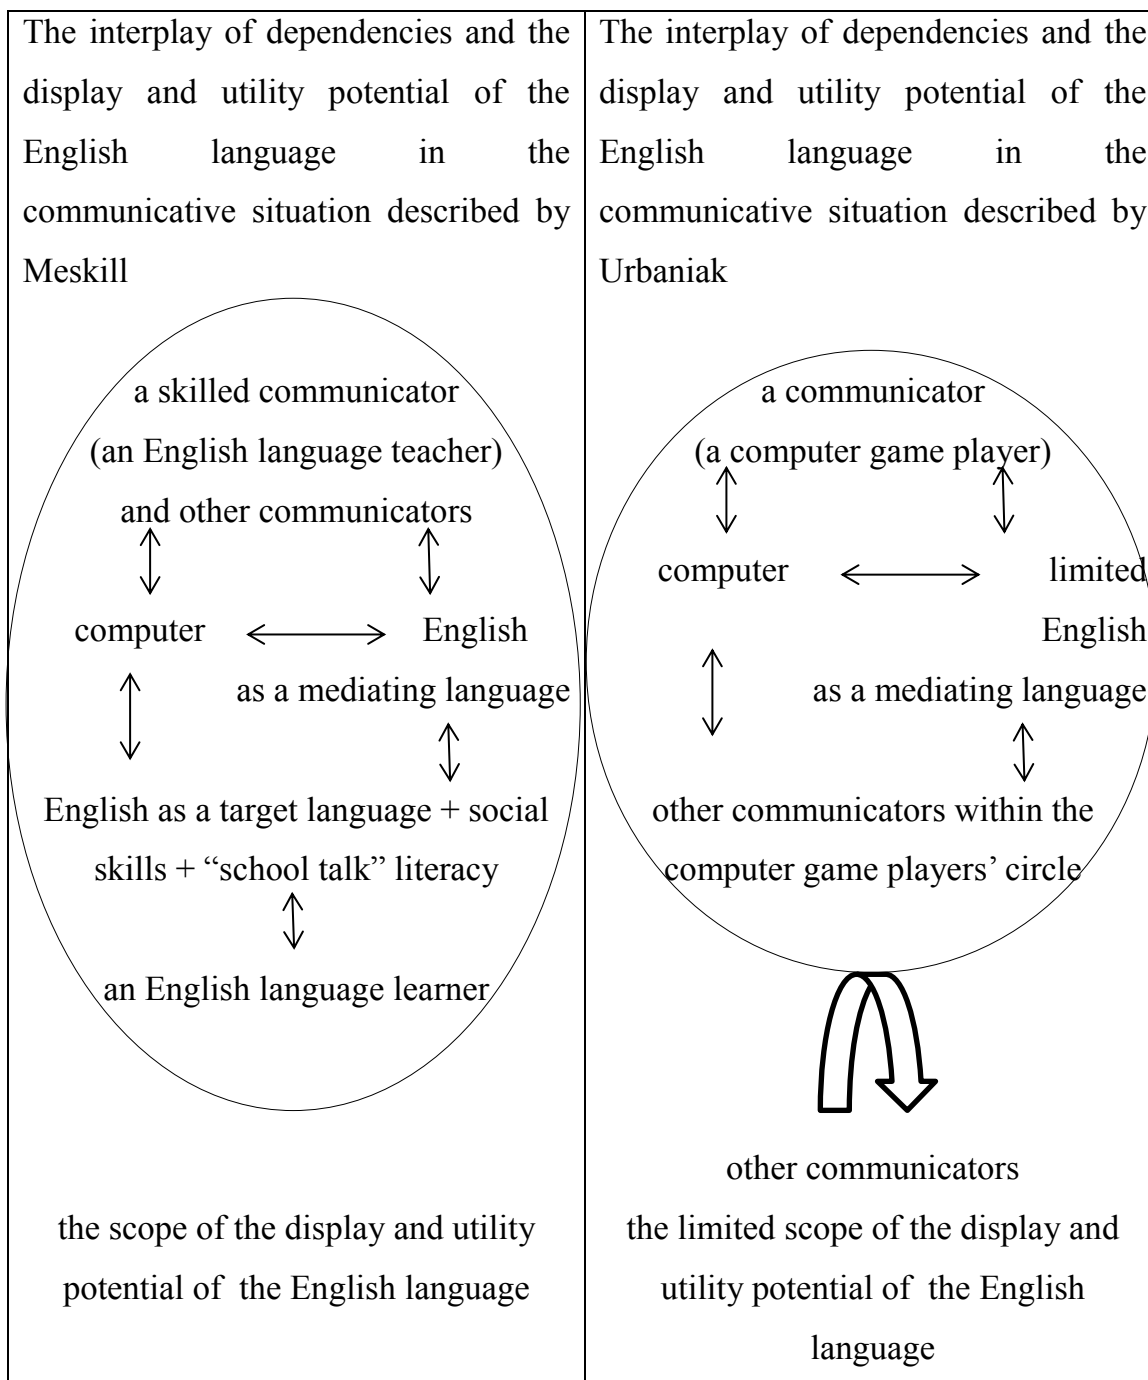 The interplay of dependencies and the
display and utility potential of the
English language in the
communicative situation described by
Meskill
a skilled communicator
(an English language teacher)
and other communicators
computer English
as a mediating language
English as a target language + social
skills + “school talk” literacy
an English language learner
the scope of the display and utility
potential of the English language
The interplay of dependencies and the
display and utility potential of the
English language in the
communicative situation described by
Urbaniak
a communicator
(a computer game player)
computer limited
English
as a mediating language
other communicators within the
computer game players’ circle
other communicators
the limited scope of the display and
utility potential of the English
language